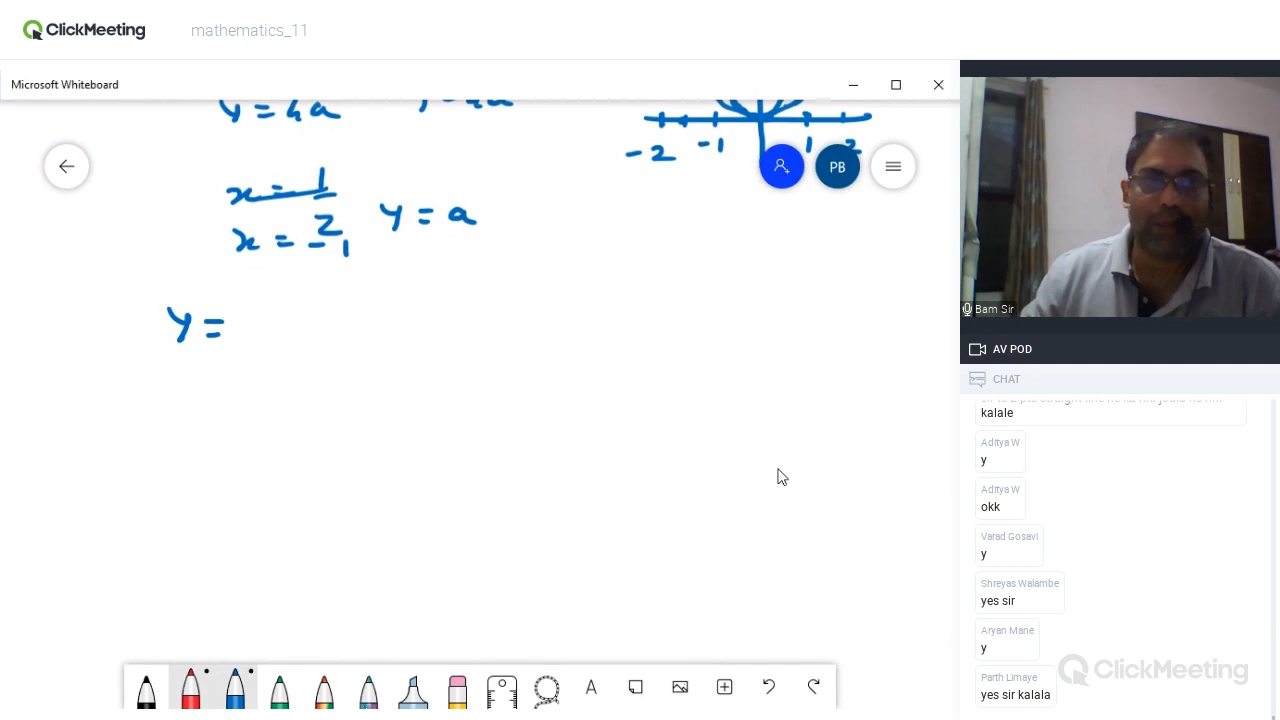 ClickMeeting mathematics_11
Microsoft Whiteboard
y = 4a
-2 -1 1 2
PB
x = 1
2
y = a
x = -1
y =
Bam Sir
AV POD
CHAT
kalale
Aditya W
y
Aditya W
okk
Varad Gosavi
y
Shreyas Walambe
yes sir
Aryan Mane
y
Parth Limaye
yes sir kalala
ClickMeeting
A